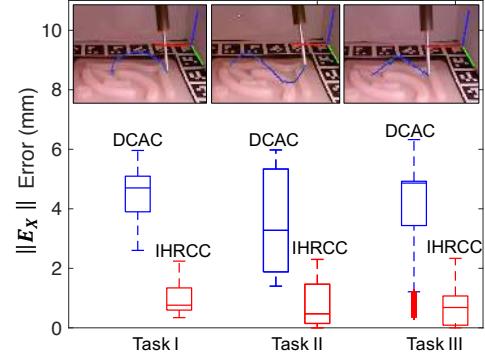 10
8
6
4
2
0
||E_X|| Error (mm)
DCAC
IHRCC
DCAC
IHRCC
DCAC
IHRCC
Task I
Task II
Task III